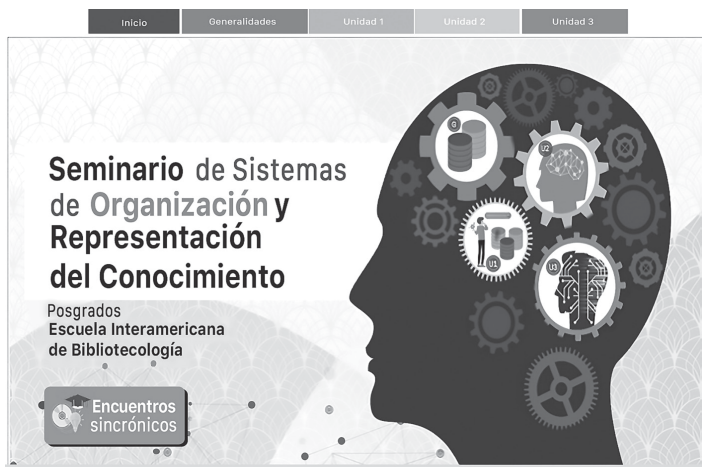 Inicio
Generalidades
Unidad 1
Unidad 2
Unidad 3
Seminario de Sistemas
de Organización y
Representación
del Conocimiento
Posgrados
Escuela Interamericana
de Bibliotecología
Encuentros
sincrónicos
G
U2
U1
U3